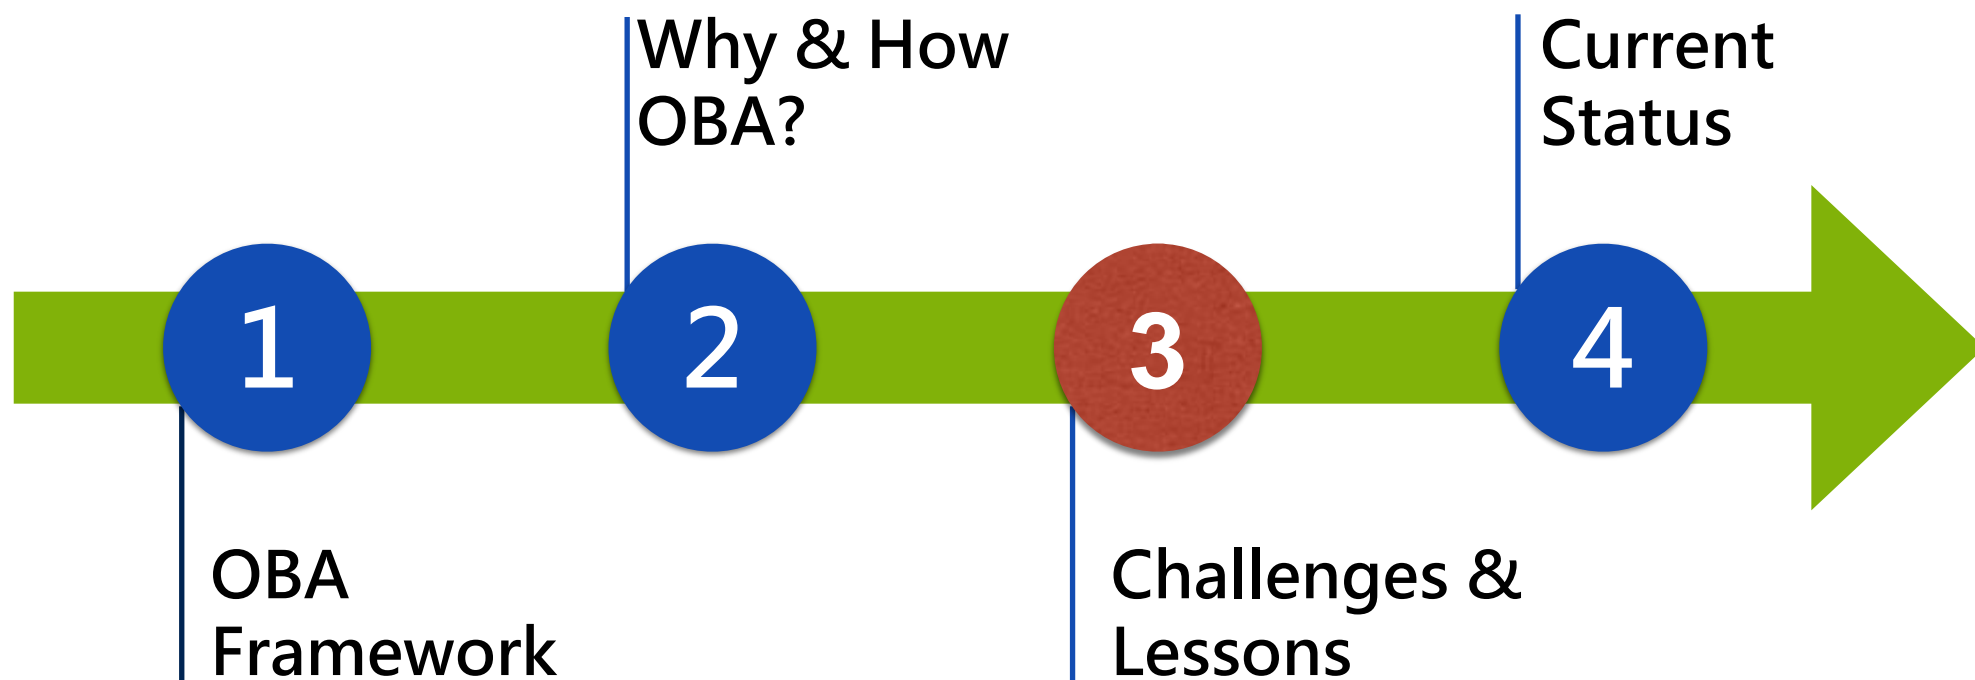 Why & How
OBA?
Current
Status
1
2
3
4
OBA
Framework
Challenges &
Lessons